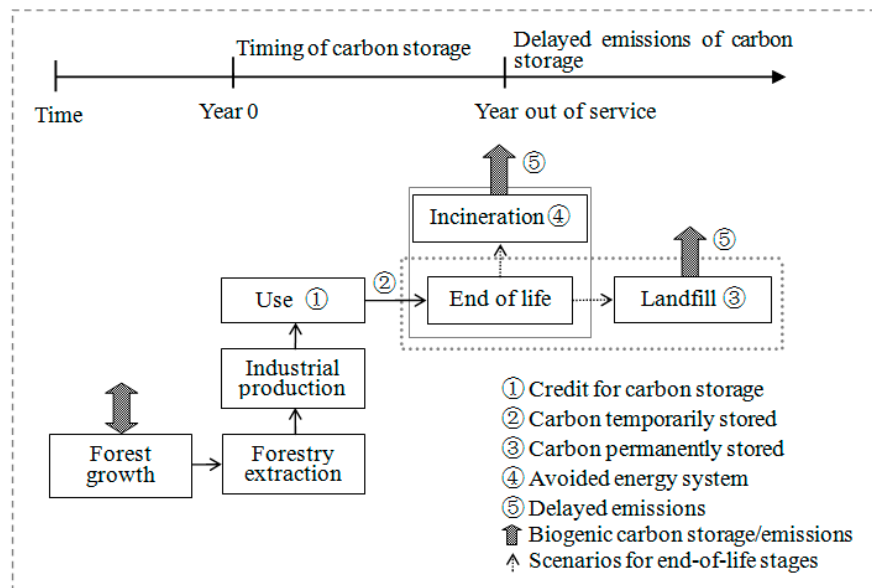 Timing of carbon storage
Delayed emissions of carbon
storage
Time
Year 0
Year out of service
⑤
Incineration ④
⑤
②
Use ①
End of life
Landfill ③
Industrial
production
Forest
growth
Forestry
extraction
① Credit for carbon storage
② Carbon temporarily stored
③ Carbon permanently stored
④ Avoided energy system
⑤ Delayed emissions
Biogenic carbon storage/emissions
Scenarios for end-of-life stages